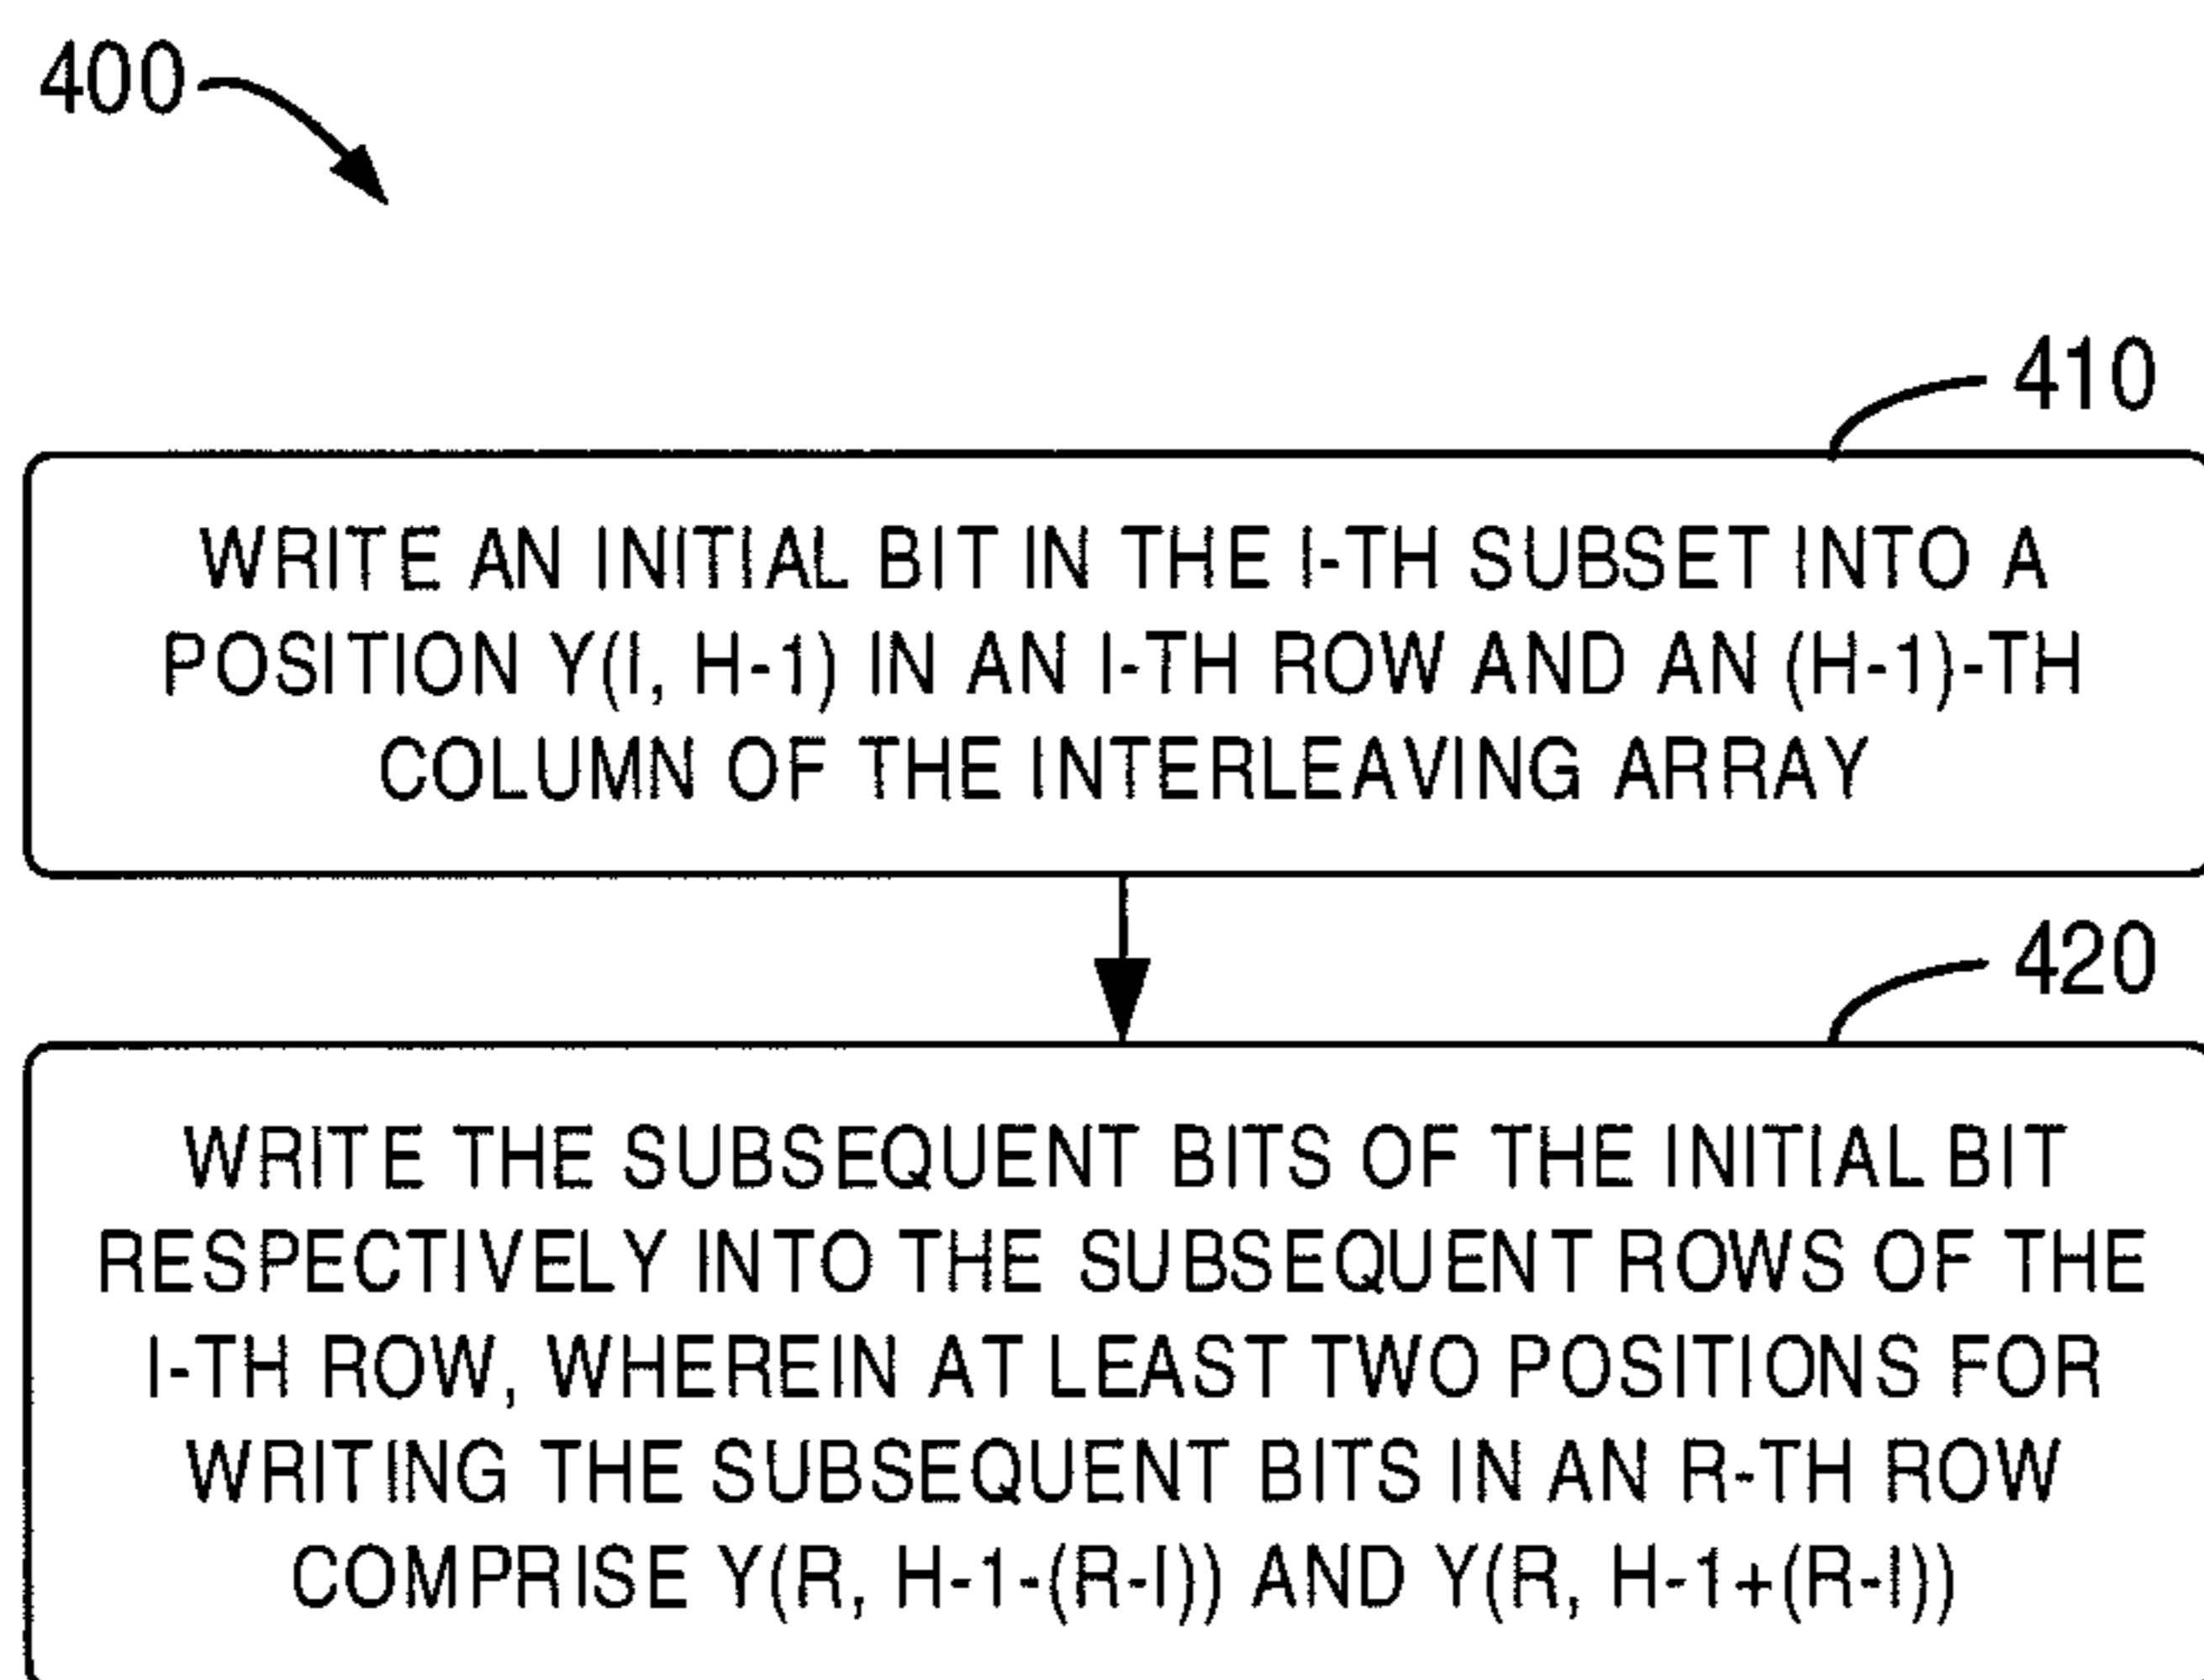 400
410
WRITE AN INITIAL BIT IN THE I-TH SUBSET INTO A
POSITION Y(I, H-1) IN AN I-TH ROW AND AN (H-1)-TH
COLUMN OF THE INTERLEAVING ARRAY
420
WRITE THE SUBSEQUENT BITS OF THE INITIAL BIT
RESPECTIVELY INTO THE SUBSEQUENT ROWS OF THE
I-TH ROW, WHEREIN AT LEAST TWO POSITIONS FOR
WRITING THE SUBSEQUENT BITS IN AN R-TH ROW
COMPRISE Y(R, H-1-(R-I)) AND Y(R, H-1+(R-I))